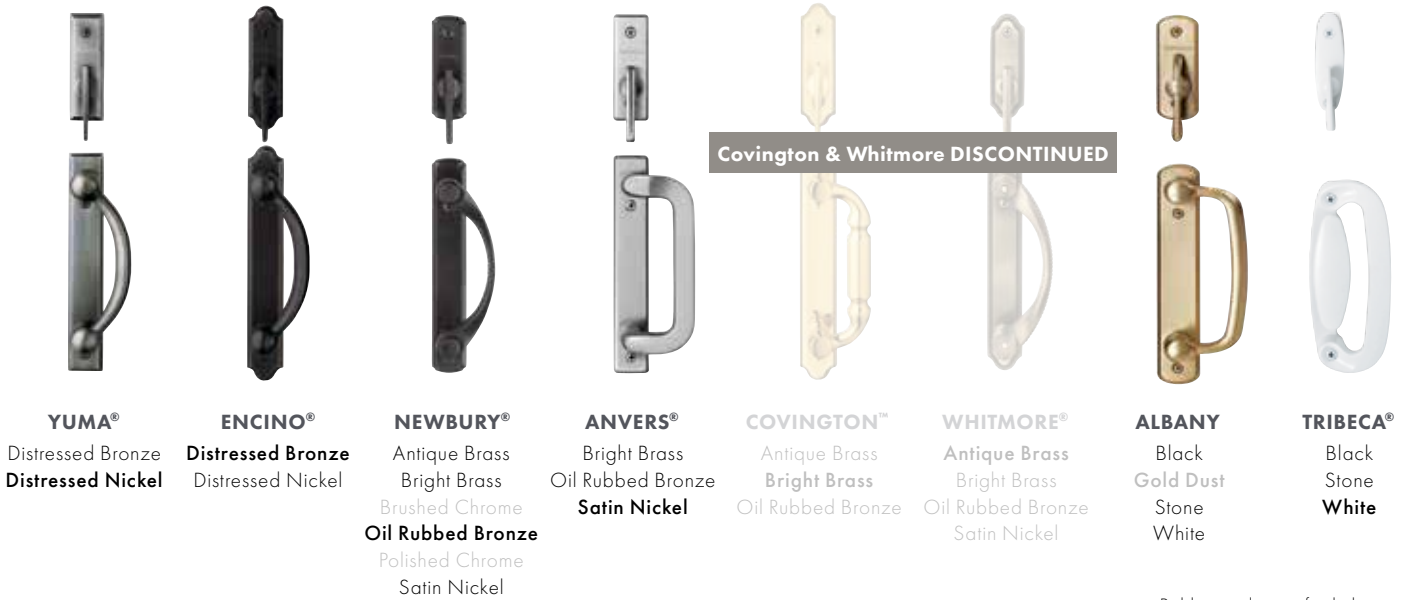 Covington & Whitmore DISCONTINUED
YUMA®
Distressed Bronze
Distressed Nickel
ENCINO®
Distressed Bronze
Distressed Nickel
NEWBURY®
Antique Brass
Bright Brass
Brushed Chrome
Oil Rubbed Bronze
Polished Chrome
Satin Nickel
ANVERS®
Bright Brass
Oil Rubbed Bronze
Satin Nickel
COVINGTON™
Antique Brass
Bright Brass
Oil Rubbed Bronze
WHITMORE®
Antique Brass
Bright Brass
Oil Rubbed Bronze
Satin Nickel
ALBANY
Black
Gold Dust
Stone
White
TRIBECA®
Black
Stone
White